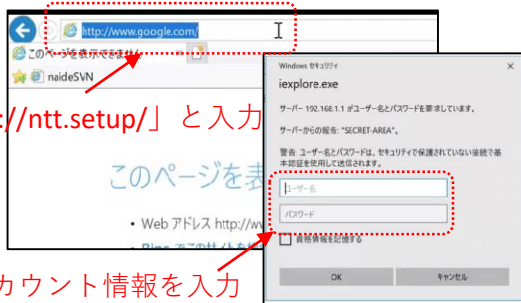 http://www.google.com/
このページを表示できません
naideSVN
://ntt.setup/」と入力
このページを表
• Web アドレス http://ww
カウント情報を入力
Windows セキュリティ
iexplore.exe
サーバー 192.168.1.1 がユーザー名とパスワードを要求しています。
サーバーからの報告: "SECRET-AREA"。
警告: ユーザー名とパスワードは、セキュリティで保護されていない接続で基
本認証を使用して送信されます。
ユーザー名
パスワード
資格情報を記憶する
OK
キャンセル